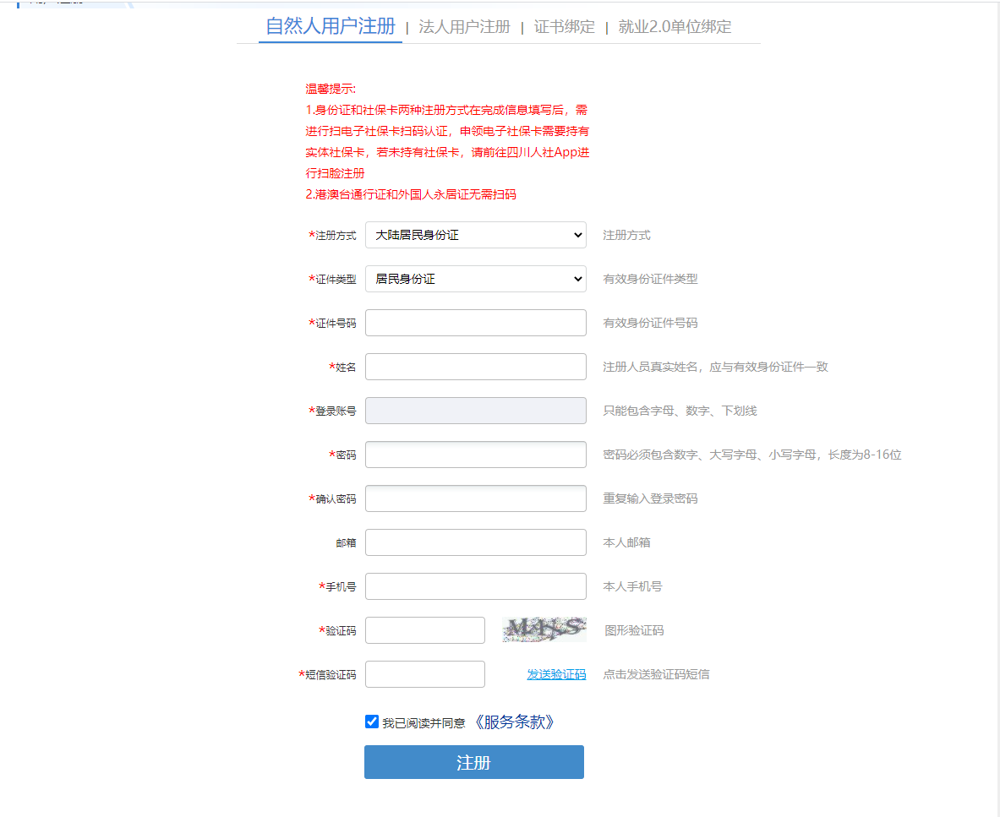 自然人用户注册 | 法人用户注册 | 证书绑定 | 就业2.0单位绑定
温馨提示:
1.身份证和社保卡两种注册方式在完成信息填写后，需
进行扫电子社保卡扫码认证，申领电子社保卡需要持有
实体社保卡，若未持有社保卡，请前往四川人社App进
行扫脸注册
2.港澳台通行证和外国人永居证无需扫码
*注册方式 大陆居民身份证 注册方式
*证件类型 居民身份证 有效身份证件类型
*证件号码 有效身份证件号码
*姓名 注册人员真实姓名，应与有效身份证件一致
*登录账号 只能包含字母、数字、下划线
*密码 密码必须包含数字、大写字母、小写字母，长度为8-16位
*确认密码 重复输入登录密码
邮箱 本人邮箱
*手机号 本人手机号
*验证码 图形验证码
*短信验证码 发送验证码 点击发送验证码短信
我已阅读并同意 《服务条款》
注册